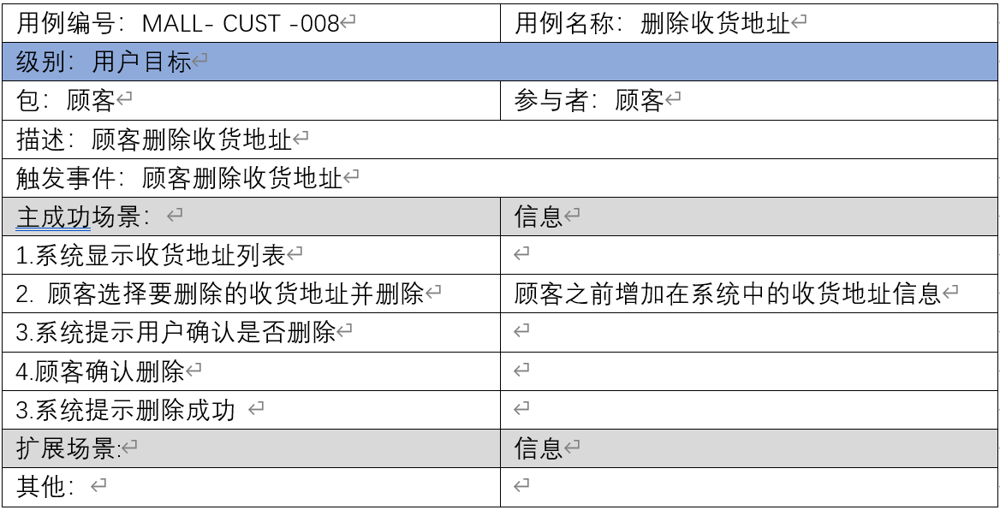 用例编号：MALL- CUST -008
用例名称：删除收货地址
级别：用户目标
包：顾客
参与者：顾客
描述：顾客删除收货地址
触发事件：顾客删除收货地址
主成功场景：
信息
1.系统显示收货地址列表
2. 顾客选择要删除的收货地址并删除
顾客之前增加在系统中的收货地址信息
3.系统提示用户确认是否删除
4.顾客确认删除
3.系统提示删除成功
扩展场景:
信息
其他：